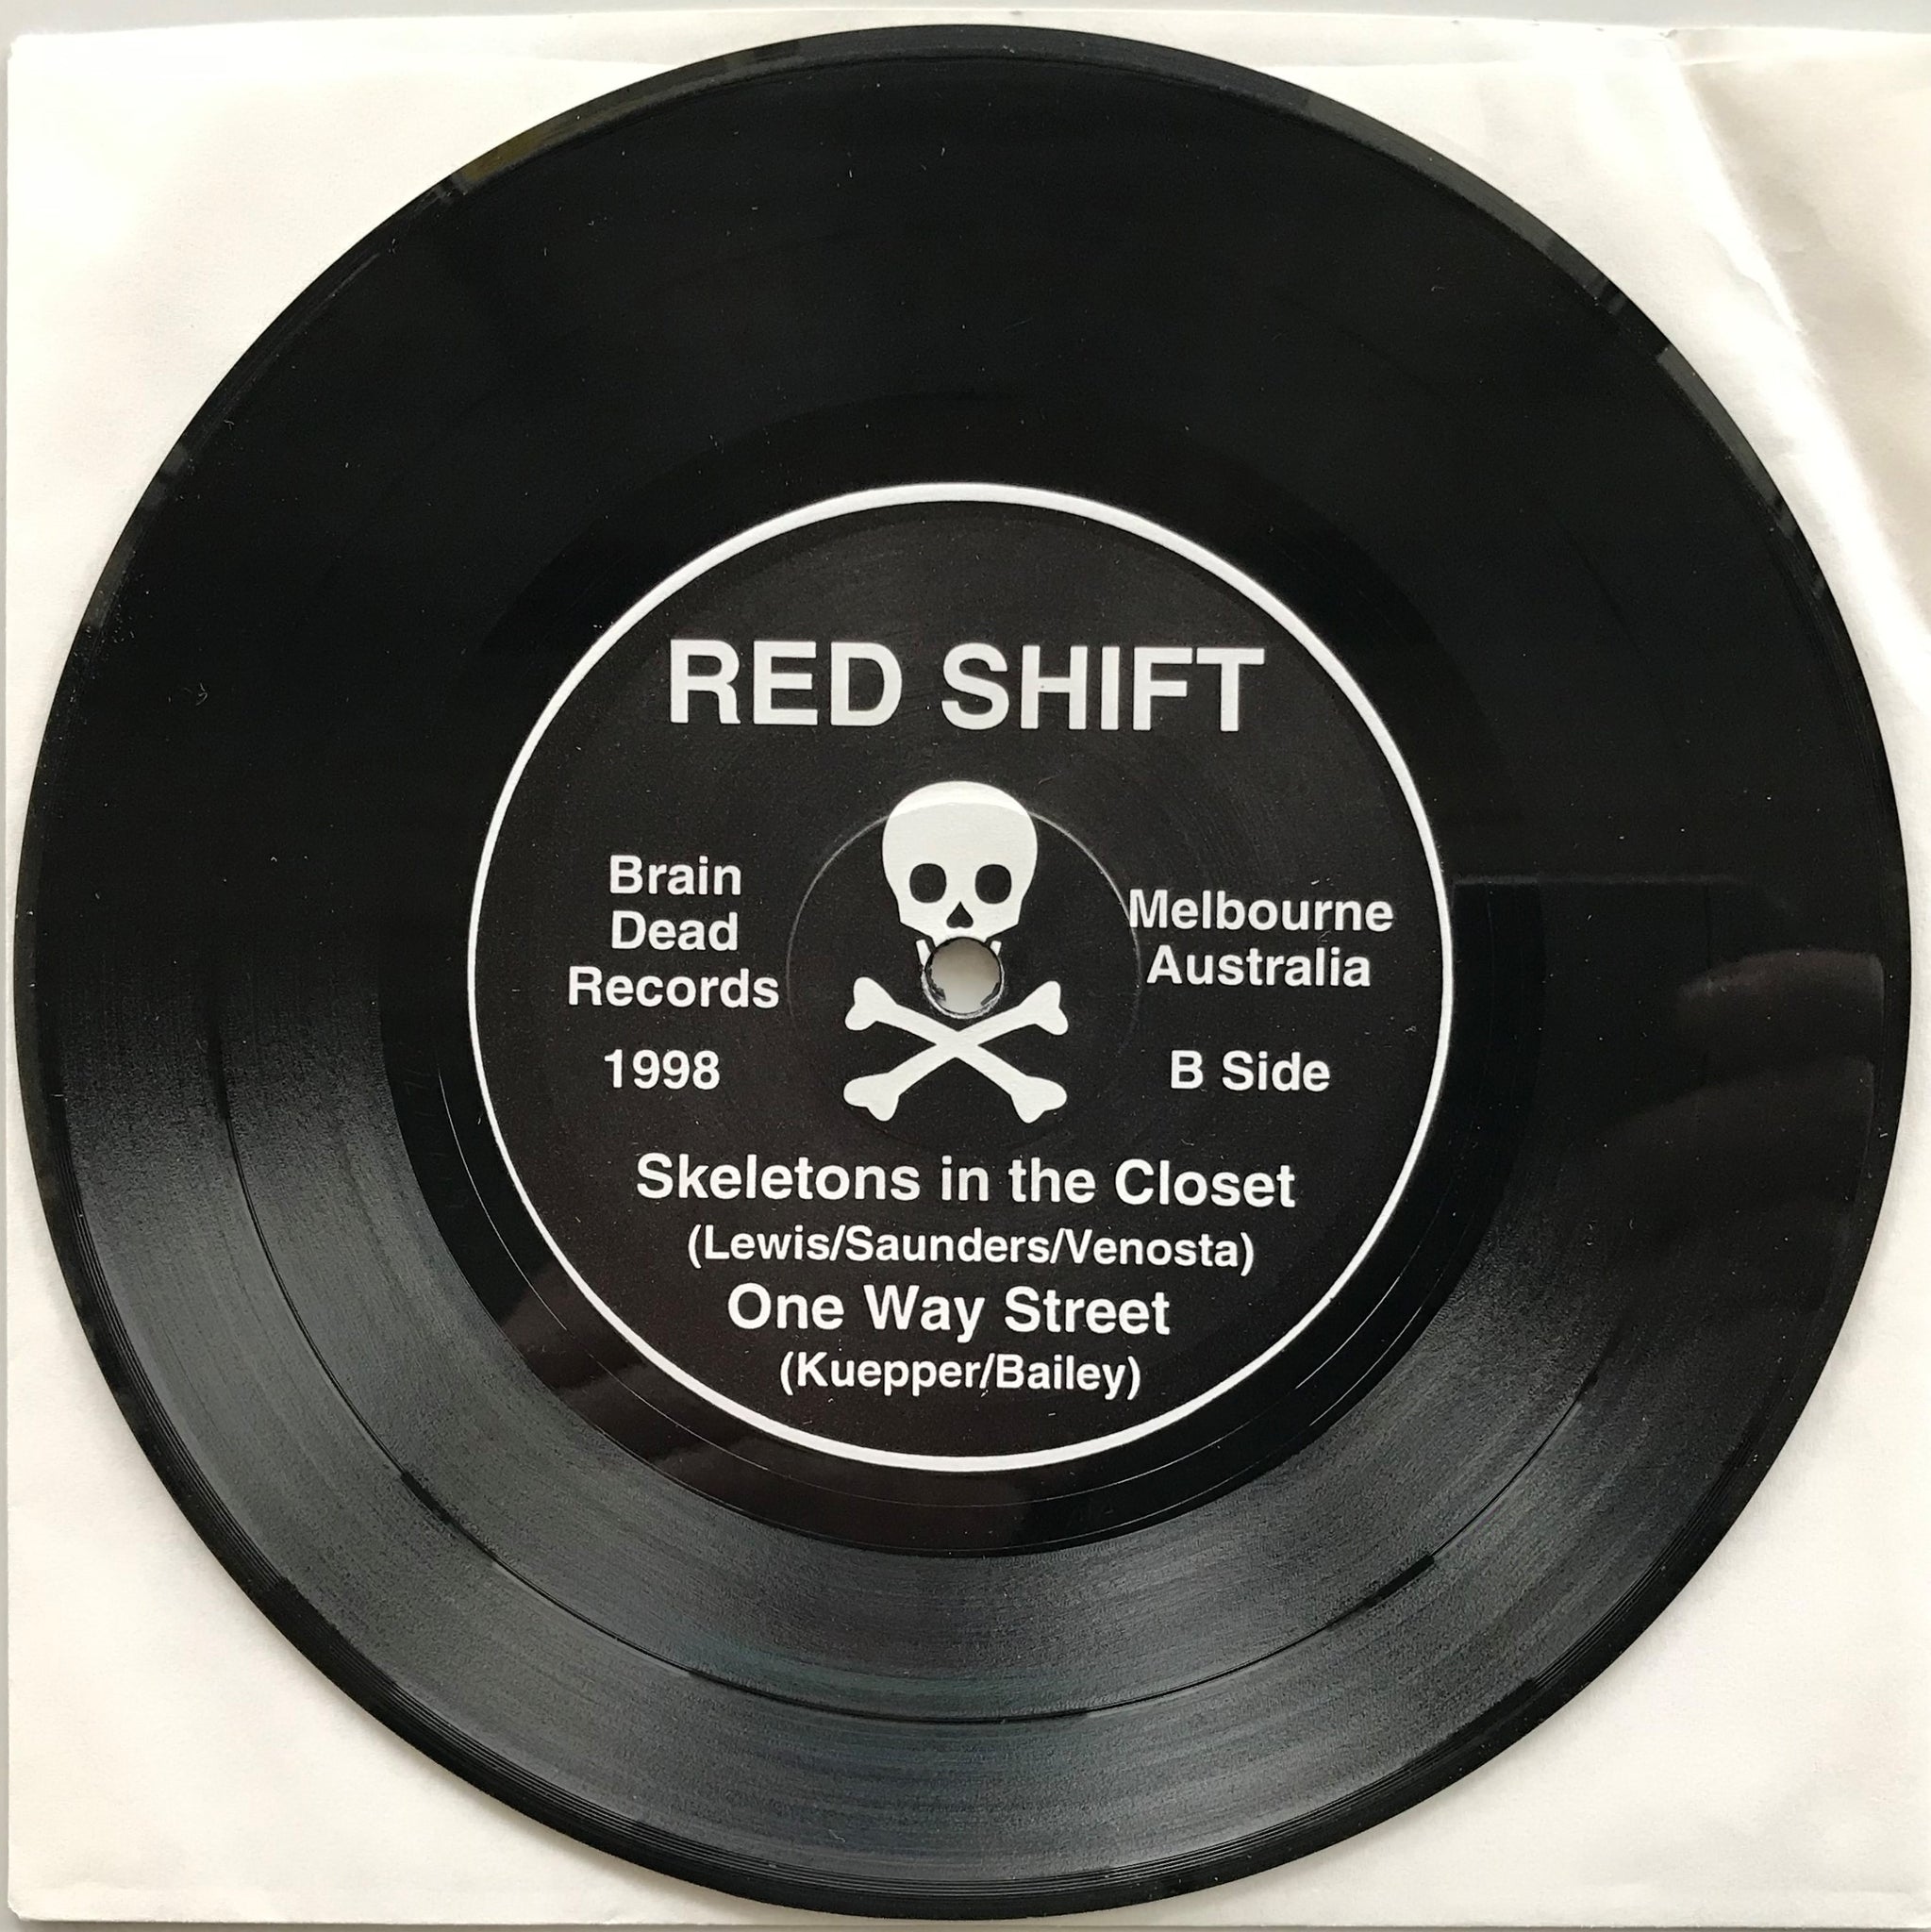 RED SHIFT
Brain
Dead
Records
1998
Melbourne
Australia
B Side
Skeletons in the Closet
(Lewis/Saunders/Venosta)
One Way Street
(Kuepper/Bailey)